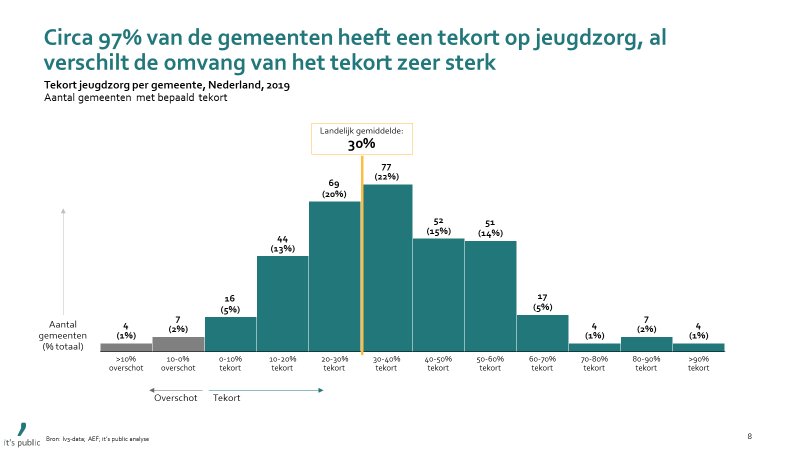 Circa 97% van de gemeenten heeft een tekort op jeugdzorg, al
verschilt de omvang van het tekort zeer sterk
Tekort jeugdzorg per gemeente, Nederland, 2019
Aantal gemeenten met bepaald tekort
Landelijk gemiddelde:
30%
4
(1%)
7
(2%)
16
(5%)
44
(13%)
69
(20%)
77
(22%)
52
(15%)
51
(14%)
17
(5%)
4
(1%)
7
(2%)
4
(1%)
Aantal
gemeenten
(% totaal)
>10%
overschot
10-0%
overschot
0-10%
tekort
10-20%
tekort
20-30%
tekort
30-40%
tekort
40-50%
tekort
50-60%
tekort
60-70%
tekort
70-80%
tekort
80-90%
tekort
>90%
tekort
Overschot
Tekort
it's public
Bron: Iv3-data; AEF; it's public analyse
8